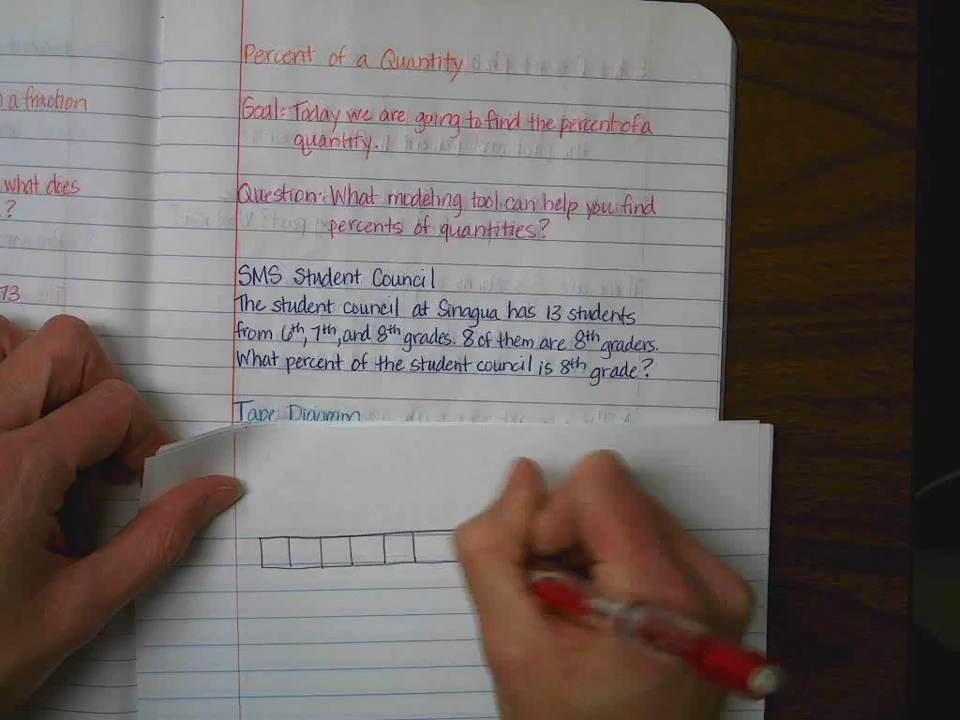 Percent of a Quantity
n a fraction
Goal: Today we are going to find the percent of a
quantity.
what does
?
Question: What modeling tool can help you find
percents of quantities?
SMS Student Council
73
The student council at Sinagua has 13 students
from 6th, 7th, and 8th grades. 8 of them are 8th graders.
What percent of the student council is 8th grade?
Tape Diagram